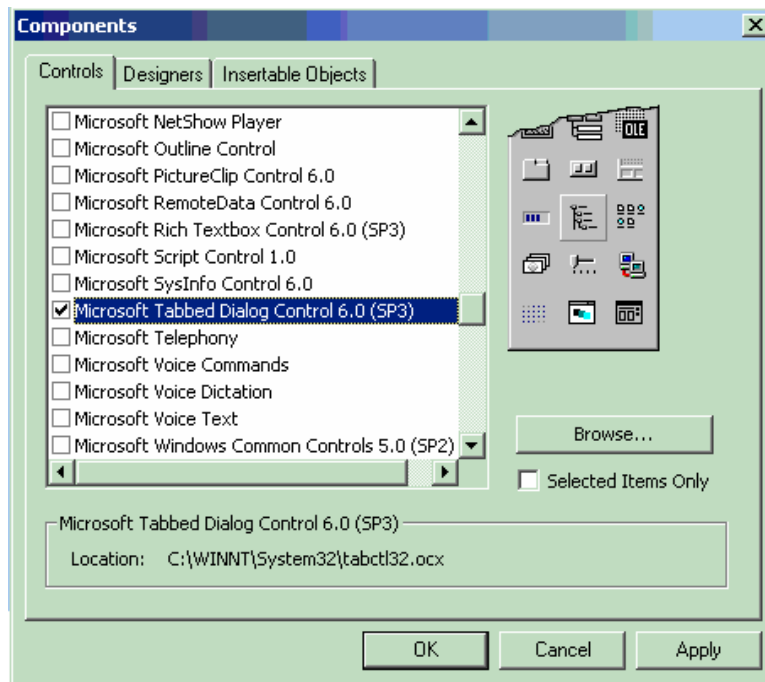 Components
Controls Designers Insertable Objects
Microsoft NetShow Player
Microsoft Outline Control
Microsoft PictureClip Control 6.0
Microsoft RemoteData Control 6.0
Microsoft Rich Textbox Control 6.0 (SP3)
Microsoft Script Control 1.0
Microsoft SysInfo Control 6.0
Microsoft Tabbed Dialog Control 6.0 (SP3)
Microsoft Telephony
Microsoft Voice Commands
Microsoft Voice Dictation
Microsoft Voice Text
Microsoft Windows Common Controls 5.0 (SP2)
OLE
Browse...
Selected Items Only
Microsoft Tabbed Dialog Control 6.0 (SP3)
Location: C:\WINNT\System32\tabctl32.ocx
OK Cancel Apply